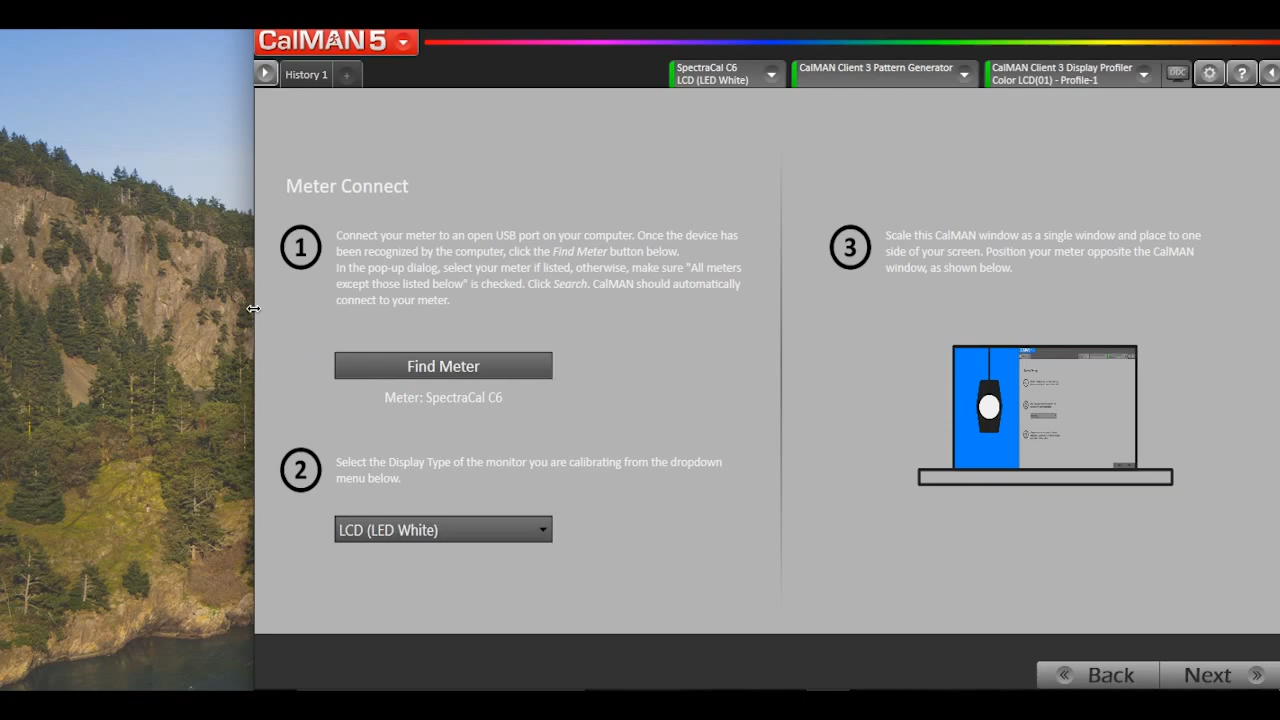 CalMAN 5
History 1
+
SpectraCal C6
LCD (LED White)
CalMAN Client 3 Pattern Generator
CalMAN Client 3 Display Profiler
Color LCD(01) - Profile-1
DDC
?
Meter Connect
1
Connect your meter to an open USB port on your computer. Once the device has
been recognized by the computer, click the Find Meter button below.
In the pop-up dialog, select your meter if listed, otherwise, make sure "All meters
except those listed below" is checked. Click Search. CalMAN should automatically
connect to your meter.
Find Meter
Meter: SpectraCal C6
2
Select the Display Type of the monitor you are calibrating from the dropdown
menu below.
LCD (LED White)
3
Scale this CalMAN window as a single window and place to one
side of your screen. Position your meter opposite the CalMAN
window, as shown below.
Back
Next